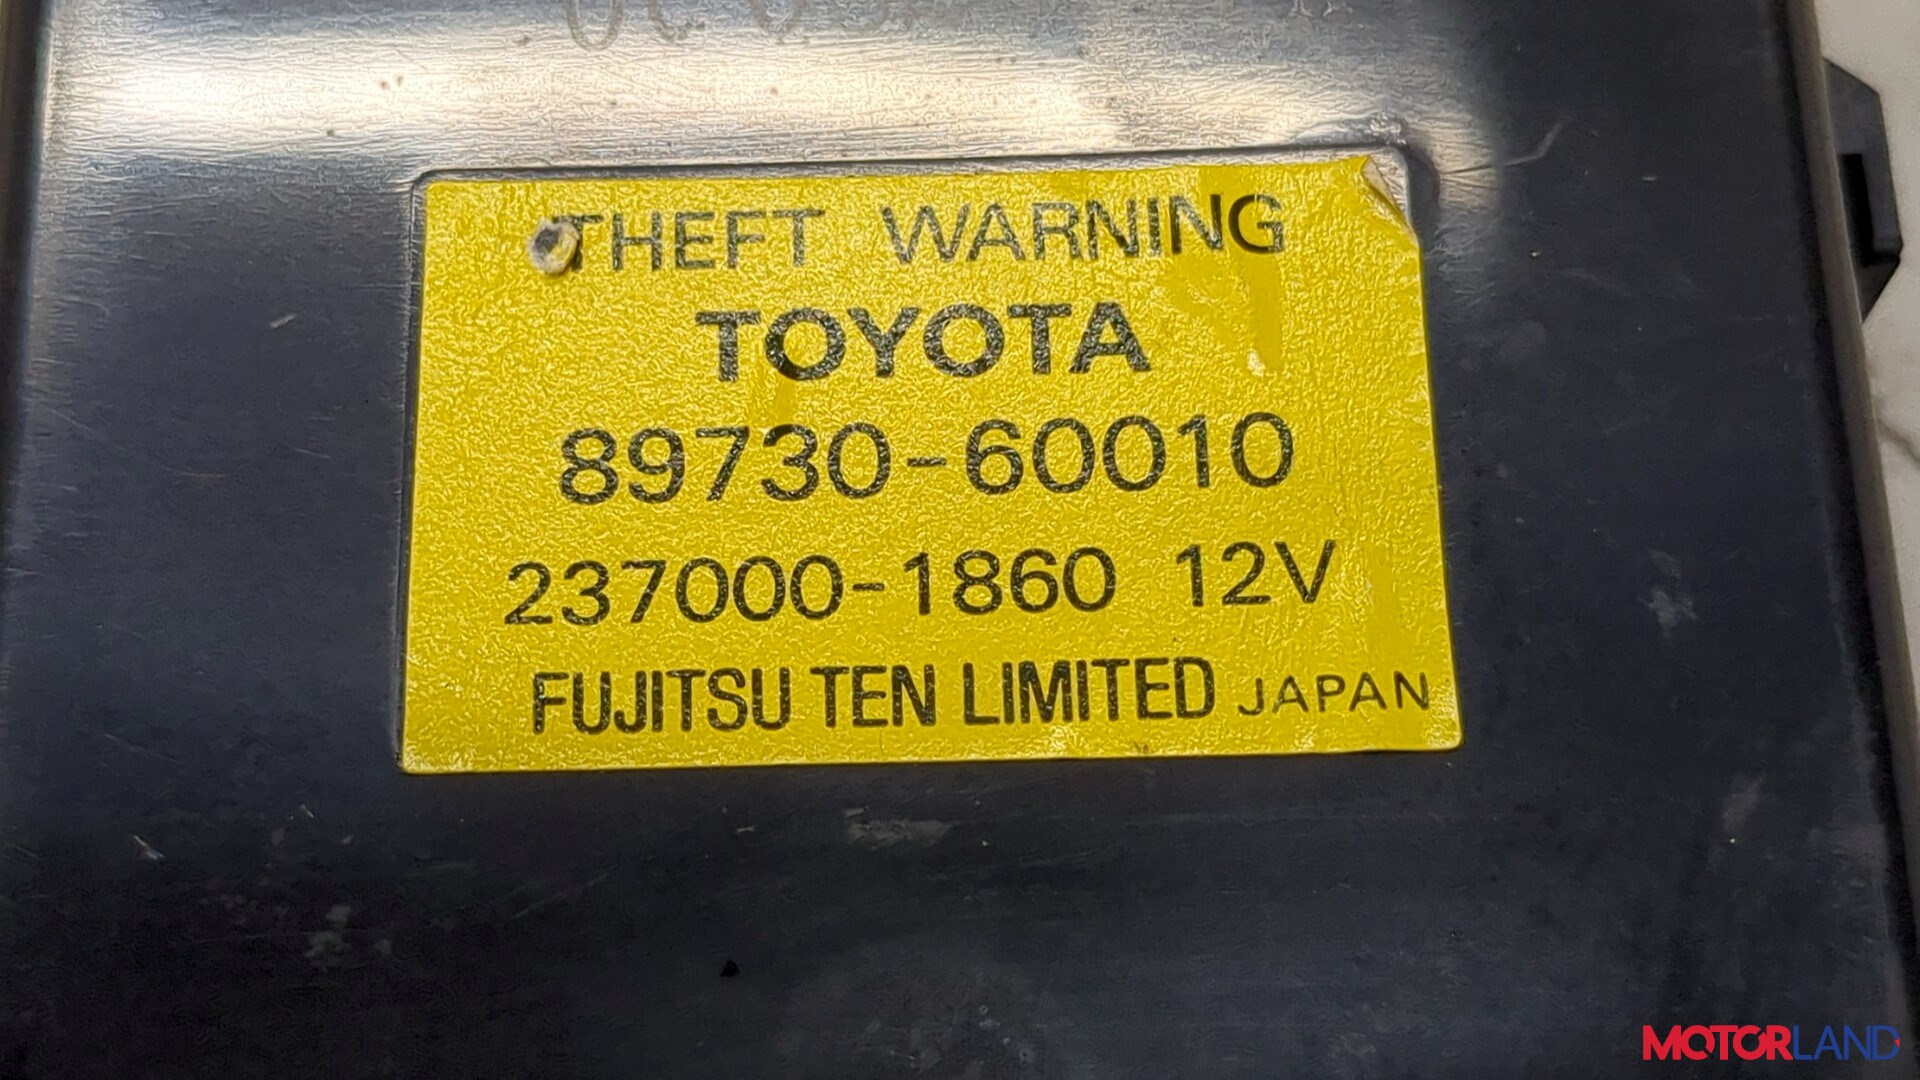 THEFT WARNING
TOYOTA
89730-60010
237000-1860 12V
FUJITSU TEN LIMITED JAPAN
MOTORLAND